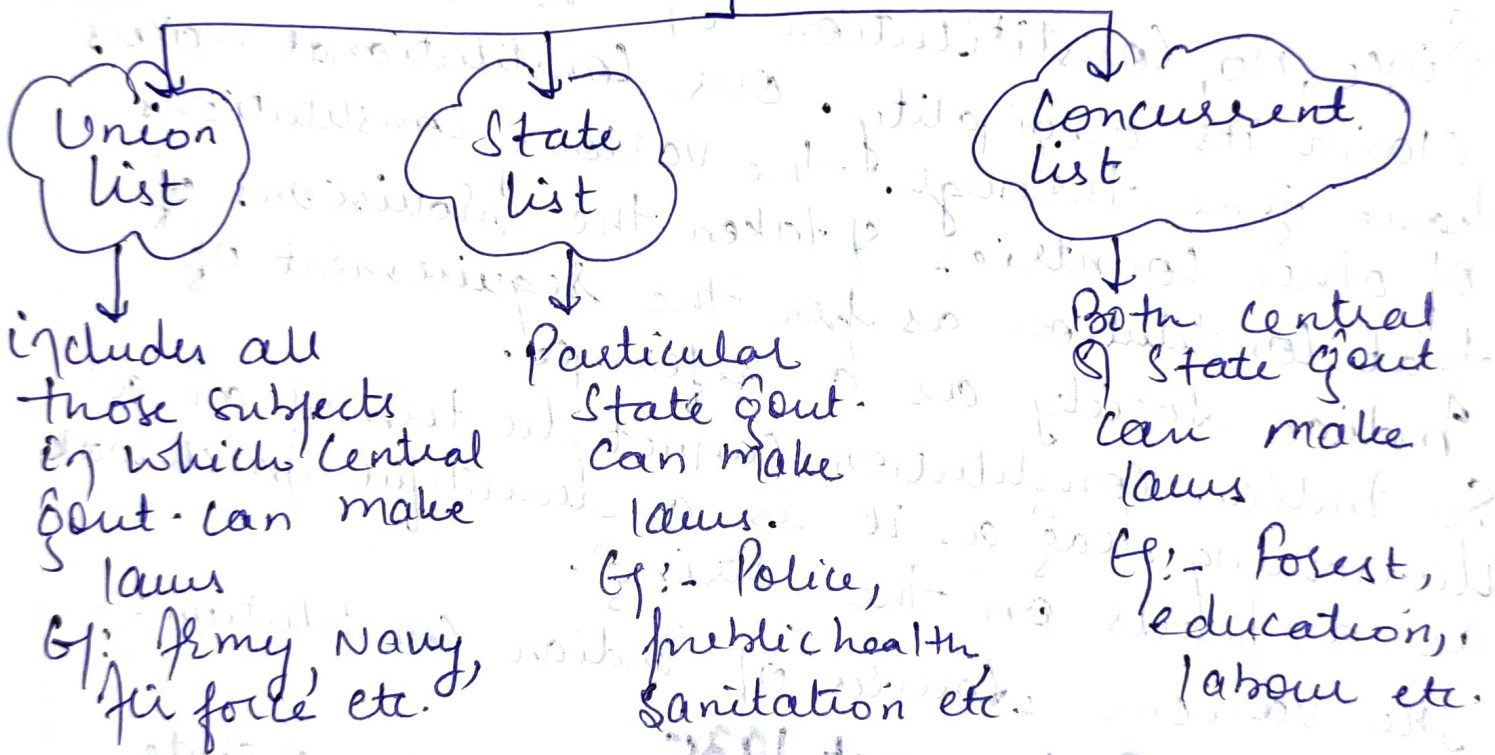 Union
list
includes all
those subjects
in which Central
govt. can make
laws
Eg: Army, Navy,
Air force etc.
State
list
Particular
State govt.
can make
laws.
Eg:- Police,
public health,
Sanitation etc.
Concurrent
list
Both central
& State govt
can make
laws
Eg:- Forest,
education,
labour etc.